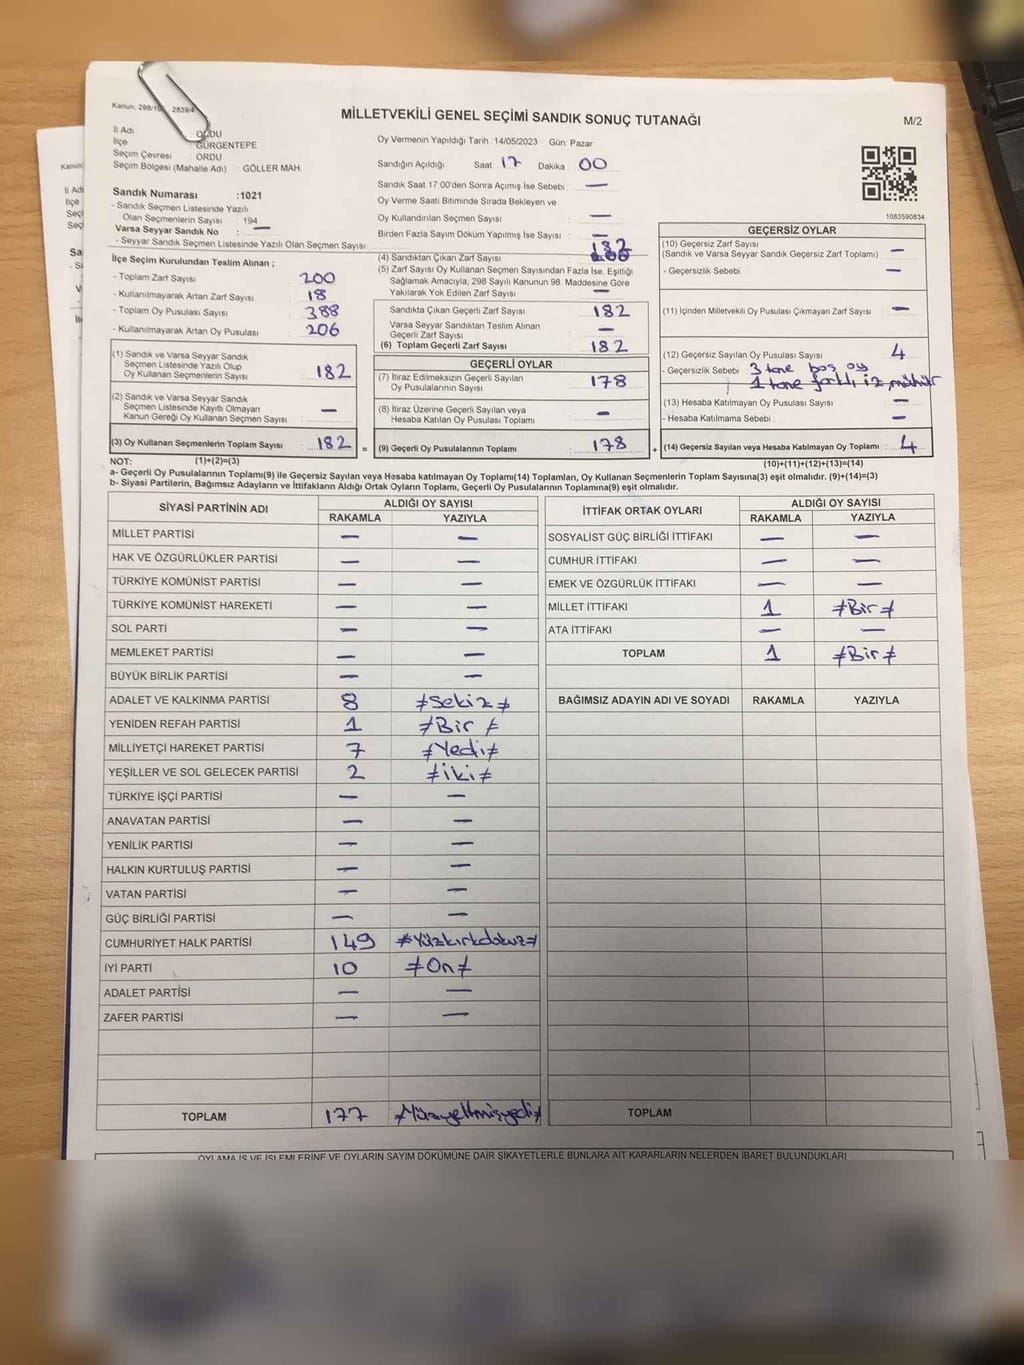 Kanun: 298/10 2839/4
MİLLETVEKİLİ GENEL SEÇİMİ SANDIK SONUÇ TUTANAĞI
M/2
İl Adı : ORDU
İlçe : GÜRGENTEPE
Seçim Çevresi : ORDU
Seçim Bölgesi (Mahalle Adı) : GÖLLER MAH
Sandık Numarası :1021
- Sandık Seçmen Listesinde Yazılı
Olan Seçmenlerin Sayısı : 194
Varsa Seyyar Sandık No : —
- Seyyar Sandık Seçmen Listesinde Yazılı Olan Seçmen Sayısı
Oy Vermenin Yapıldığı Tarih :14/05/2023 Gün: Pazar
Sandığın Açıldığı Saat: 17 Dakika : 00
Sandık Saat 17:00'den Sonra Açımış İse Sebebi : —
Oy Verme Saati Bitiminde Sırada Bekleyen ve
Oy Kullandırılan Seçmen Sayısı : —
Birden Fazla Sayım Döküm Yapılmış İse Sayısı : —
1083590834
İlçe Seçim Kurulundan Teslim Alınan ;
- Toplam Zarf Sayısı : 200
- Kullanılmayarak Artan Zarf Sayısı : 18
- Toplam Oy Pusulası Sayısı : 388
- Kullanılmayarak Artan Oy Pusulası : 206
(1) Sandık ve Varsa Seyyar Sandık
Seçmen Listesinde Yazılı Olup
Oy Kullanan Seçmenlerin Sayısı : 182
(2) Sandık ve Varsa Seyyar Sandık
Seçmen Listesinde Kayıtlı Olmayan
Kanun Gereği Oy Kullanan Seçmen Sayısı : —
(3) Oy Kullanan Seçmenlerin Toplam Sayısı : 182 =
(4) Sandıktan Çıkan Zarf Sayısı : 182
(5) Zarf Sayısı Oy Kullanan Seçmen Sayısından Fazla İse, Eşitliği
Sağlamak Amacıyla, 298 Sayılı Kanunun 98. Maddesine Göre
Yakılarak Yok Edilen Zarf Sayısı : —
Sandıkta Çıkan Geçerli Zarf Sayısı : 182
Varsa Seyyar Sandıktan Teslim Alınan
Geçerli Zarf Sayısı : —
(6) Toplam Geçerli Zarf Sayısı : 182
GEÇERLİ OYLAR
(7) İtiraz Edilmeksizin Geçerli Sayılan
Oy Pusulalarının Sayısı : 178
(8) İtiraz Üzerine Geçerli Sayılan veya
Hesaba Katılan Oy Pusulaları Toplamı : —
(9) Geçerli Oy Pusulalarının Toplamı : 178 +
GEÇERSİZ OYLAR
(10) Geçersiz Zarf Sayısı : —
(Sandık ve Varsa Seyyar Sandık Geçersiz Zarf Toplamı)
- Geçersizlik Sebebi : —
(11) İçinden Milletvekili Oy Pusulası Çıkmayan Zarf Sayısı : —
(12) Geçersiz Sayılan Oy Pusulası Sayısı : 4
- Geçersizlik Sebebi 3 tane boş oy
1 tane farklı iz, mühür
(13) Hesaba Katılmayan Oy Pusulası Sayısı : —
- Hesaba Katılmama Sebebi : —
(14) Geçersiz Sayılan veya Hesaba Katılmayan Oy Toplamı : 4
NOT: (1)+(2)=(3)
(10)+(11)+(12)+(13)=(14)
a- Geçerli Oy Pusulalarının Toplamı(9) ile Geçersiz Sayılan veya Hesaba katılmayan Oy Toplamı(14) Toplamları, Oy Kullanan Seçmenlerin Toplam Sayısına(3) eşit olmalıdır. (9)+(14)=(3)
b- Siyasi Partilerin, Bağımsız Adayların ve İttifakların Aldığı Ortak Oyların Toplamı, Geçerli Oy Pusulalarının Toplamına(9) eşit olmalıdır.
SİYASİ PARTİNİN ADI ALDIĞI OY SAYISI
RAKAMLA YAZIYLA
MİLLET PARTİSİ — —
HAK VE ÖZGÜRLÜKLER PARTİSİ — —
TÜRKİYE KOMÜNİST PARTİSİ — —
TÜRKİYE KOMÜNİST HAREKETİ — —
SOL PARTİ — —
MEMLEKET PARTİSİ — —
BÜYÜK BİRLİK PARTİSİ — —
ADALET VE KALKINMA PARTİSİ 8 ≠Sekiz≠
YENİDEN REFAH PARTİSİ 1 ≠Bir≠
MİLLİYETÇİ HAREKET PARTİSİ 7 ≠Yedi≠
YEŞİLLER VE SOL GELECEK PARTİSİ 2 ≠iki≠
TÜRKİYE İŞÇİ PARTİSİ — —
ANAVATAN PARTİSİ — —
YENİLİK PARTİSİ — —
HALKIN KURTULUŞ PARTİSİ — —
VATAN PARTİSİ — —
GÜÇ BİRLİĞİ PARTİSİ — —
CUMHURİYET HALK PARTİSİ 149 ≠Yüzkırkdokuz≠
İYİ PARTİ 10 ≠On≠
ADALET PARTİSİ — —
ZAFER PARTİSİ — —
TOPLAM 177 ≠Yüzyetmişyedi≠
İTTİFAK ORTAK OYLARI ALDIĞI OY SAYISI
RAKAMLA YAZIYLA
SOSYALİST GÜÇ BİRLİĞİ İTTİFAKI — —
CUMHUR İTTİFAKI — —
EMEK VE ÖZGÜRLÜK İTTİFAKI — —
MİLLET İTTİFAKI 1 ≠Bir≠
ATA İTTİFAKI — —
TOPLAM 1 ≠Bir≠
BAĞIMSIZ ADAYIN ADI VE SOYADI RAKAMLA YAZIYLA
TOPLAM
OYLAMA İŞ VE İŞLEMLERİNE VE OYLARIN SAYIM DÖKÜMÜNE DAİR ŞİKAYETLERLE BUNLARA AİT KARARLARIN NELERDEN İBARET BULUNDUKLARI